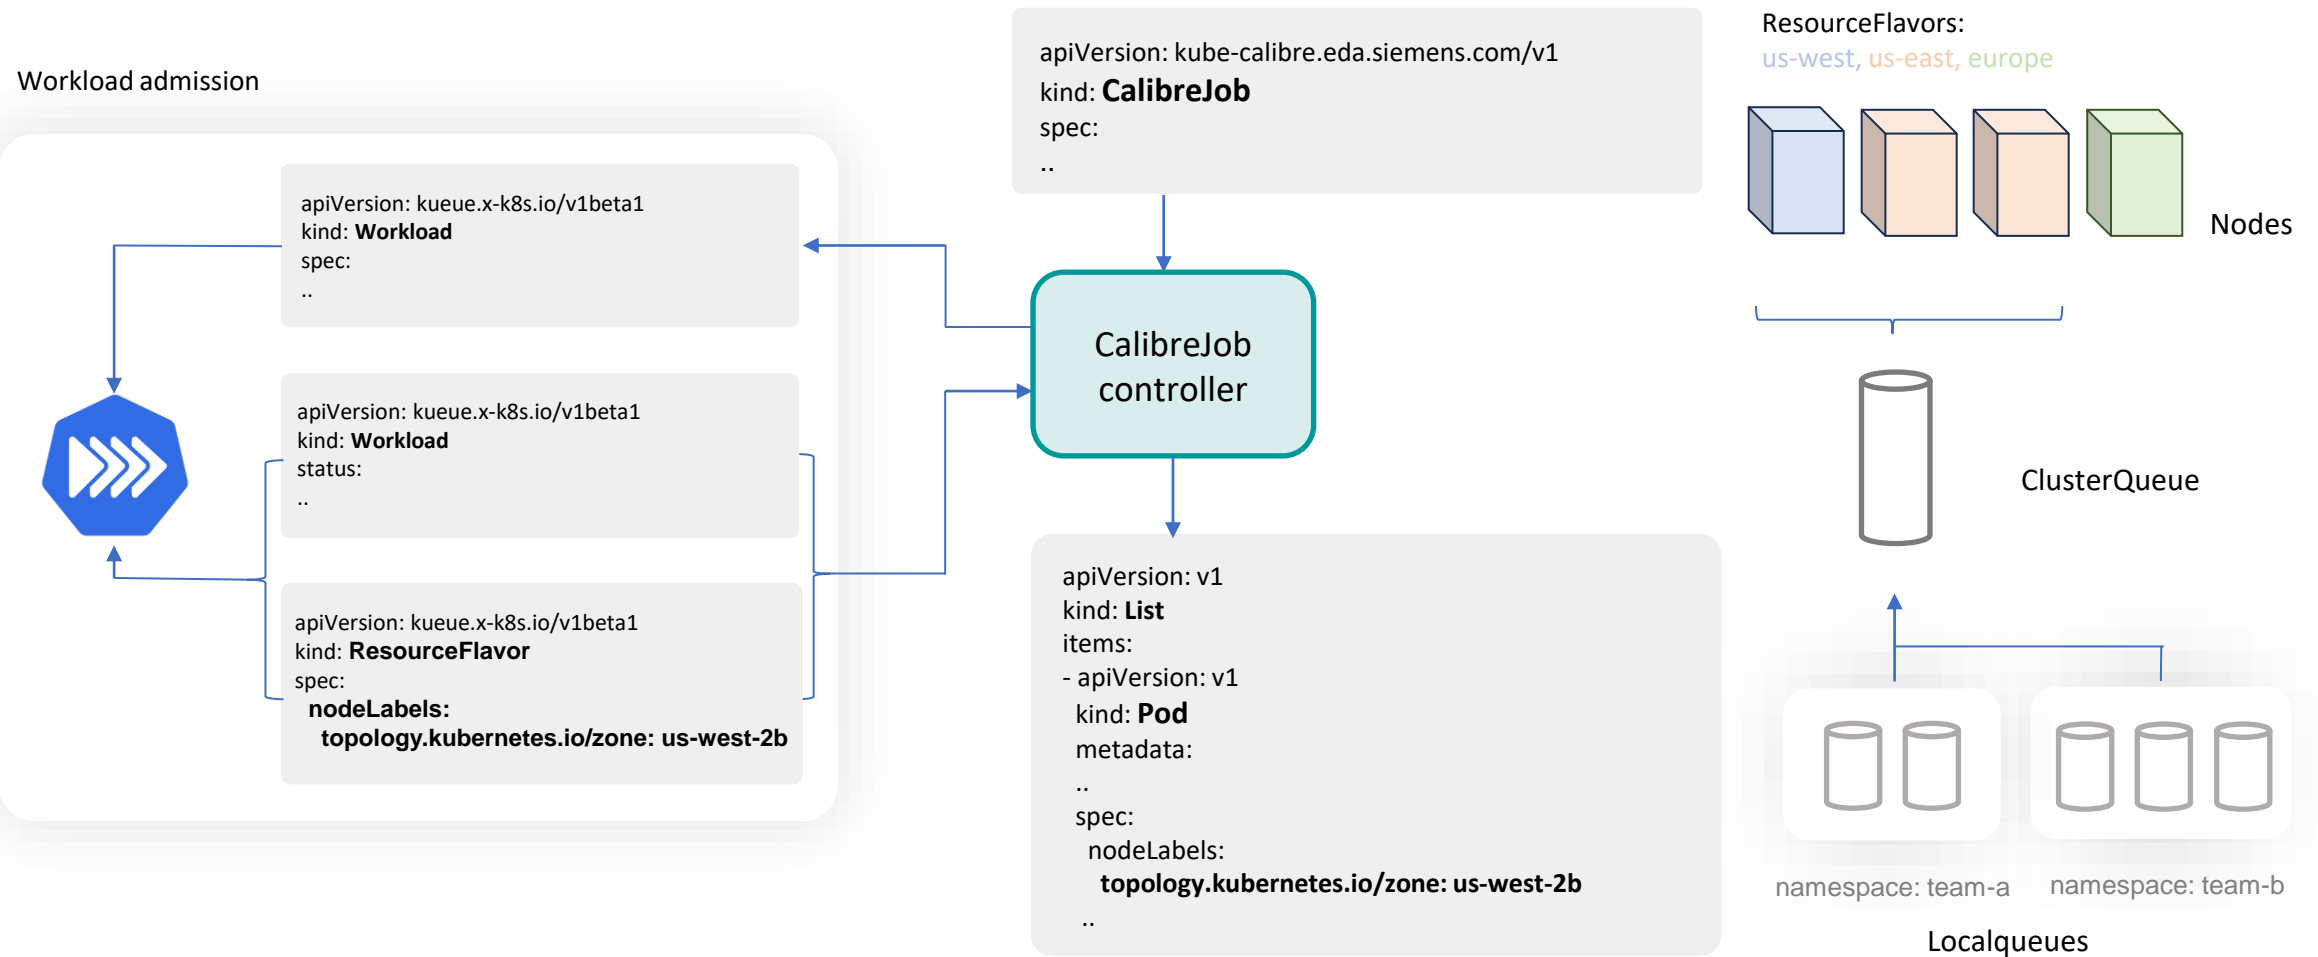 Workload admission
apiVersion: kueue.x-k8s.io/v1beta1
kind: Workload
spec:
..
apiVersion: kueue.x-k8s.io/v1beta1
kind: Workload
status:
..
apiVersion: kueue.x-k8s.io/v1beta1
kind: ResourceFlavor
spec:
nodeLabels:
topology.kubernetes.io/zone: us-west-2b
apiVersion: kube-calibre.eda.siemens.com/v1
kind: CalibreJob
spec:
..
CalibreJob
controller
apiVersion: v1
kind: List
items:
- apiVersion: v1
kind: Pod
metadata:
..
spec:
nodeLabels:
topology.kubernetes.io/zone: us-west-2b
..
ResourceFlavors:
us-west, us-east, europe
Nodes
ClusterQueue
namespace: team-a
namespace: team-b
Localqueues